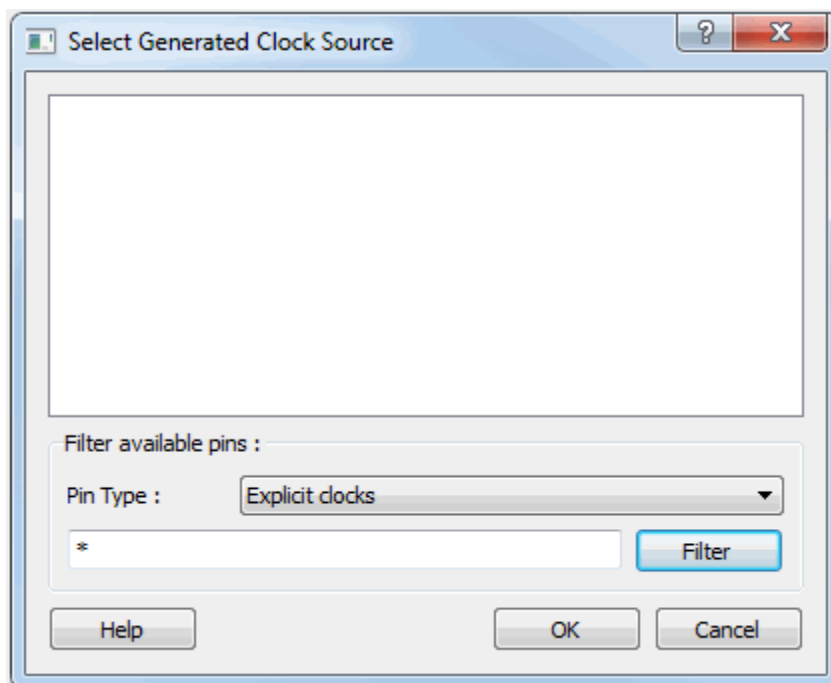 Select Generated Clock Source
Filter available pins :
Pin Type : Explicit clocks
* Filter
Help OK Cancel